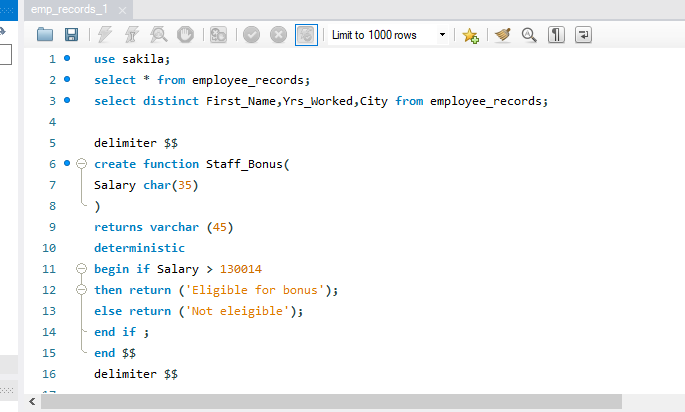 emp_records_1
Limit to 1000 rows
1 use sakila;
2 select * from employee_records;
3 select distinct First_Name,Yrs_Worked,City from employee_records;
4
5 delimiter $$
6 create function Staff_Bonus(
7 Salary char(35)
8 )
9 returns varchar (45)
10 deterministic
11 begin if Salary > 130014
12 then return ('Eligible for bonus');
13 else return ('Not eleigible');
14 end if ;
15 end $$
16 delimiter $$